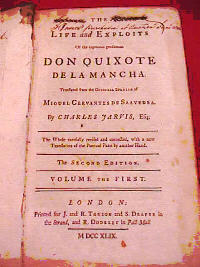 THE
LIFE and EXPLOITS
Of the ingenious gentleman
DON QUIXOTE
DE LA MANCHA.
Translated from the Original Spanish of
Miguel Cervantes de Saavedra.
By CHARLES JARVIS, Esq;
The Whole carefully revised and corrected, with a new
Translation of the Poetical Parts by another Hand.
The SECOND EDITION.
VOLUME THE FIRST.
LONDON:
Printed for J. and R. Tonson and S. Draper in
the Strand, and R. Dodsley in Pall Mall
M DCC XLIX.